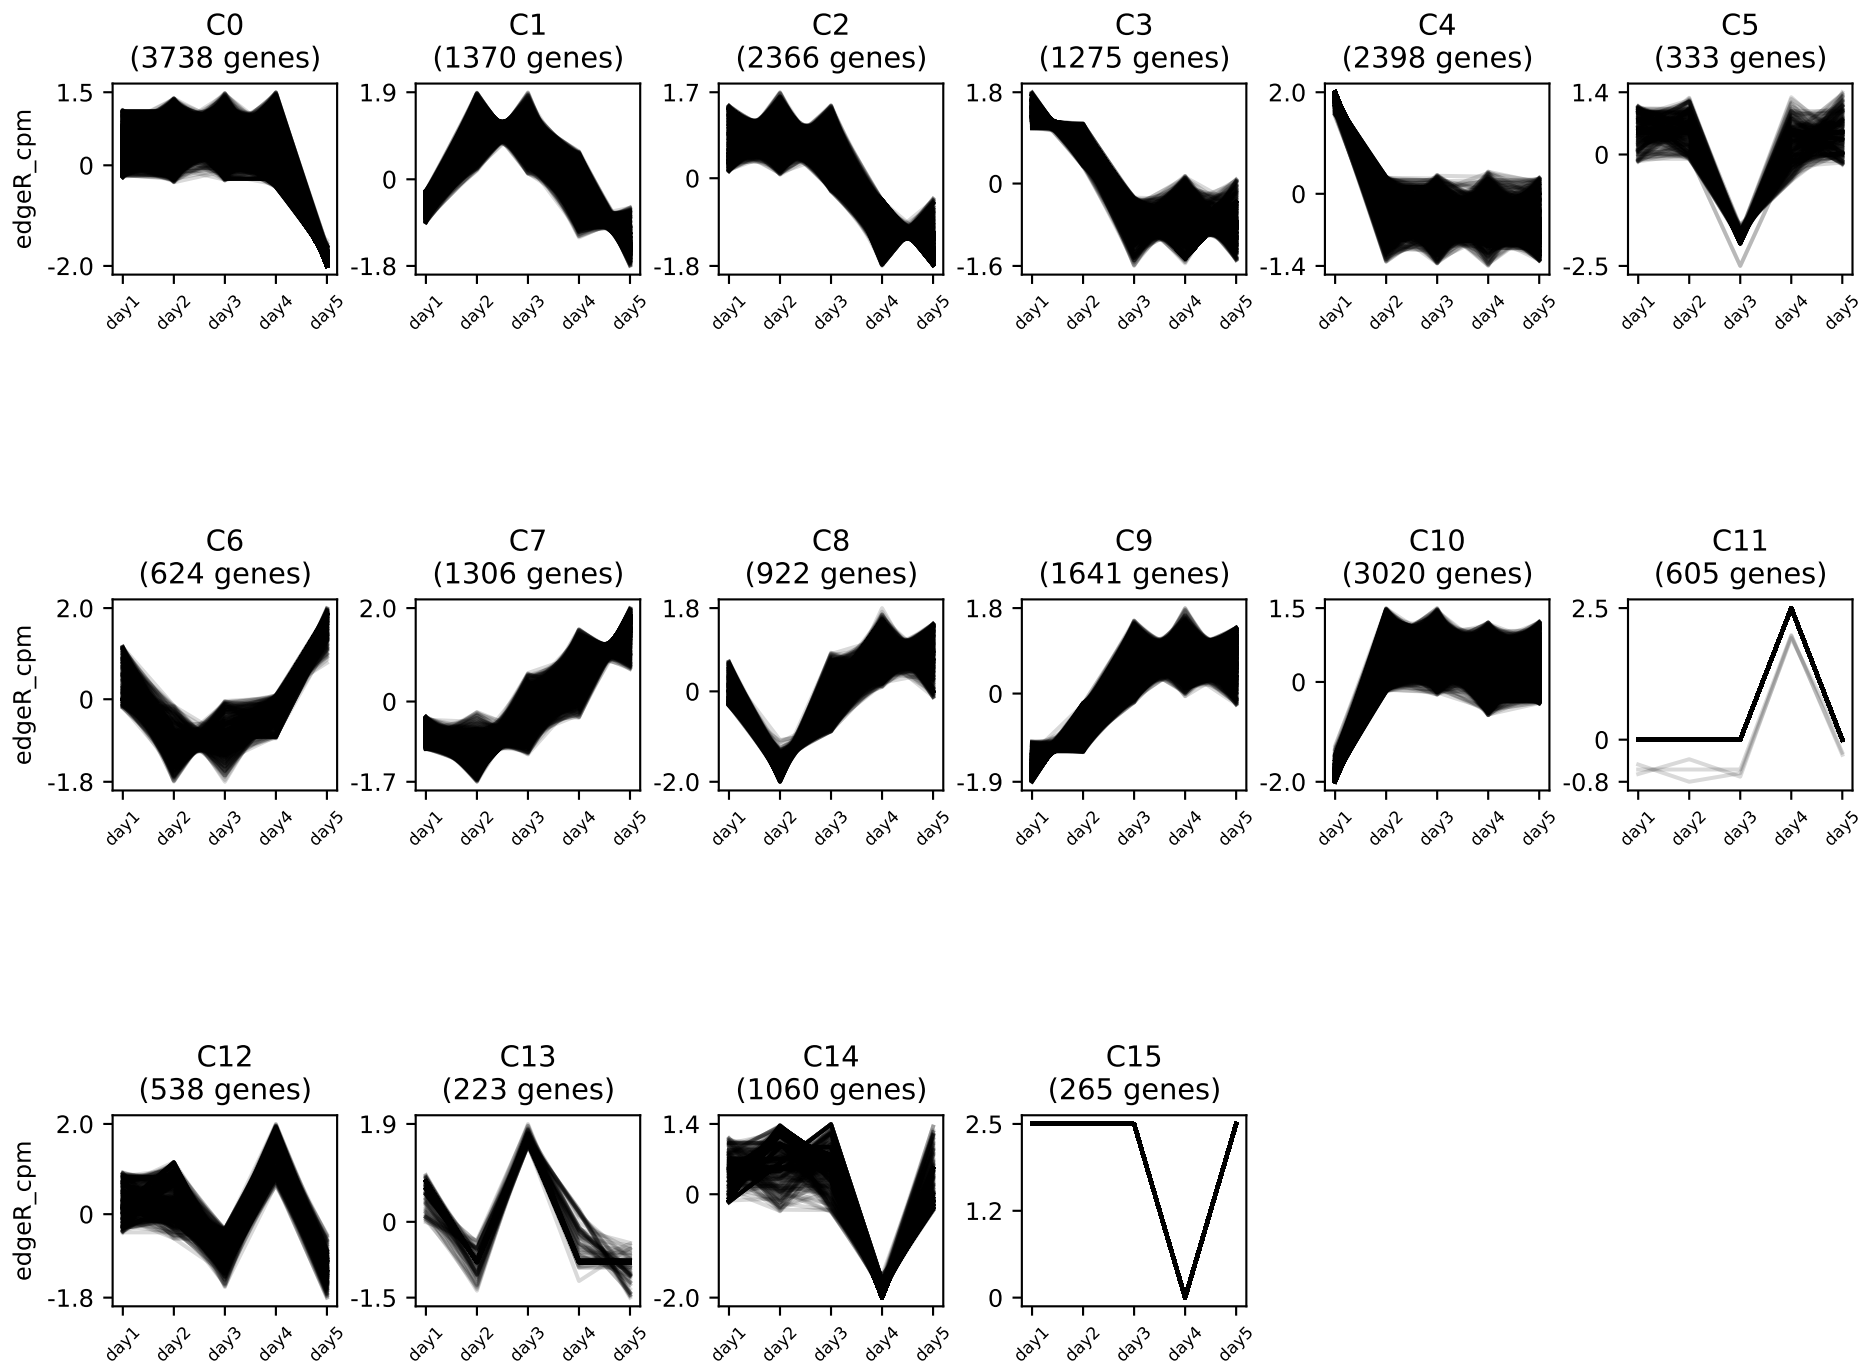 C0
(3738 genes)
C1
(1370 genes)
C2
(2366 genes)
C3
(1275 genes)
C4
(2398 genes)
C5
(333 genes)
edgeR_cpm
1.5
0
-2.0
day1 day2 day3 day4 day5
1.9
0
-1.8
day1 day2 day3 day4 day5
1.7
0
-1.8
day1 day2 day3 day4 day5
1.8
0
-1.6
day1 day2 day3 day4 day5
2.0
0
-1.4
day1 day2 day3 day4 day5
1.4
0
-2.5
day1 day2 day3 day4 day5
C6
(624 genes)
C7
(1306 genes)
C8
(922 genes)
C9
(1641 genes)
C10
(3020 genes)
C11
(605 genes)
edgeR_cpm
2.0
0
-1.8
day1 day2 day3 day4 day5
2.0
0
-1.7
day1 day2 day3 day4 day5
1.8
0
-2.0
day1 day2 day3 day4 day5
1.8
0
-1.9
day1 day2 day3 day4 day5
1.5
0
-2.0
day1 day2 day3 day4 day5
2.5
0
-0.8
day1 day2 day3 day4 day5
C12
(538 genes)
C13
(223 genes)
C14
(1060 genes)
C15
(265 genes)
edgeR_cpm
2.0
0
-1.8
day1 day2 day3 day4 day5
1.9
0
-1.5
day1 day2 day3 day4 day5
1.4
0
-2.0
day1 day2 day3 day4 day5
2.5
1.2
0
day1 day2 day3 day4 day5